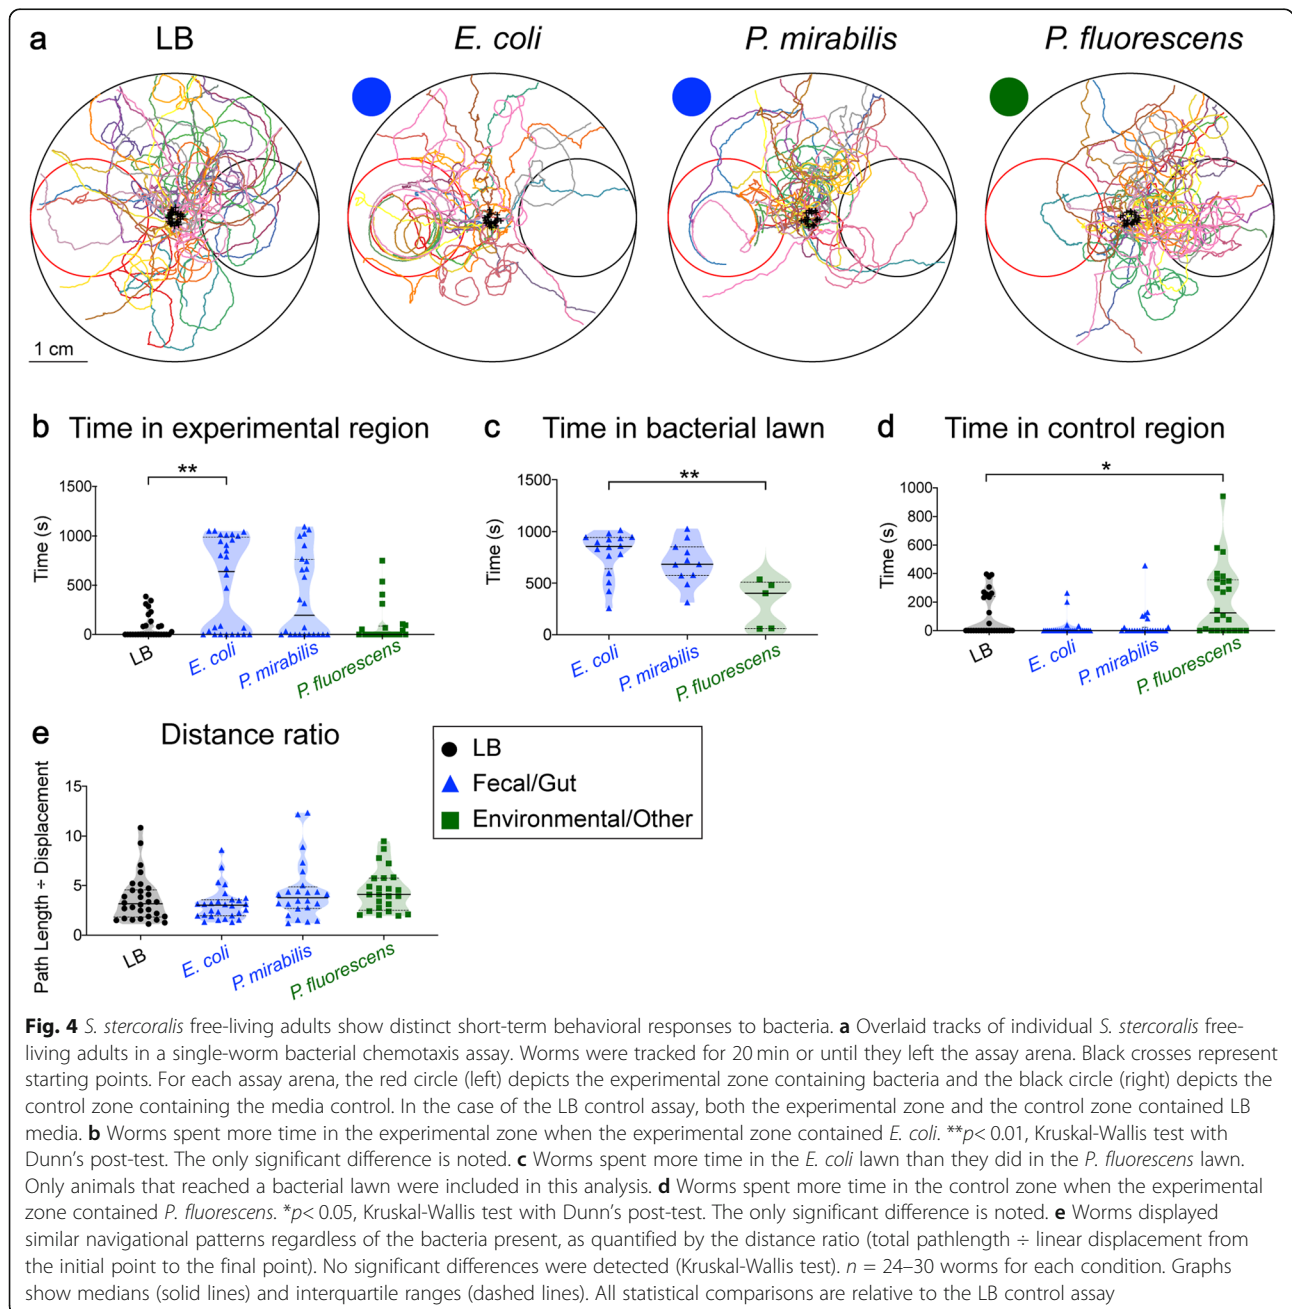 a LB E. coli P. mirabilis P. fluorescens
1 cm
b Time in experimental region
**
Time (s)
1500
1000
500
0
LB
E. coli
P. mirabilis
P. fluorescens
c Time in bacterial lawn
**
Time (s)
1500
1000
500
0
E. coli
P. mirabilis
P. fluorescens
d Time in control region
*
Time (s)
1000
800
600
400
200
0
LB
E. coli
P. mirabilis
P. fluorescens
e Distance ratio
Path Length ÷ Displacement
15
10
5
0
LB
E. coli
P. mirabilis
P. fluorescens
LB
Fecal/Gut
Environmental/Other
Fig. 4 S. stercoralis free-living adults show distinct short-term behavioral responses to bacteria. a Overlaid tracks of individual S. stercoralis free-
living adults in a single-worm bacterial chemotaxis assay. Worms were tracked for 20 min or until they left the assay arena. Black crosses represent
starting points. For each assay arena, the red circle (left) depicts the experimental zone containing bacteria and the black circle (right) depicts the
control zone containing the media control. In the case of the LB control assay, both the experimental zone and the control zone contained LB
media. b Worms spent more time in the experimental zone when the experimental zone contained E. coli. **p< 0.01, Kruskal-Wallis test with
Dunn's post-test. The only significant difference is noted. c Worms spent more time in the E. coli lawn than they did in the P. fluorescens lawn.
Only animals that reached a bacterial lawn were included in this analysis. d Worms spent more time in the control zone when the experimental
zone contained P. fluorescens. *p< 0.05, Kruskal-Wallis test with Dunn's post-test. The only significant difference is noted. e Worms displayed
similar navigational patterns regardless of the bacteria present, as quantified by the distance ratio (total pathlength ÷ linear displacement from
the initial point to the final point). No significant differences were detected (Kruskal-Wallis test). n = 24–30 worms for each condition. Graphs
show medians (solid lines) and interquartile ranges (dashed lines). All statistical comparisons are relative to the LB control assay